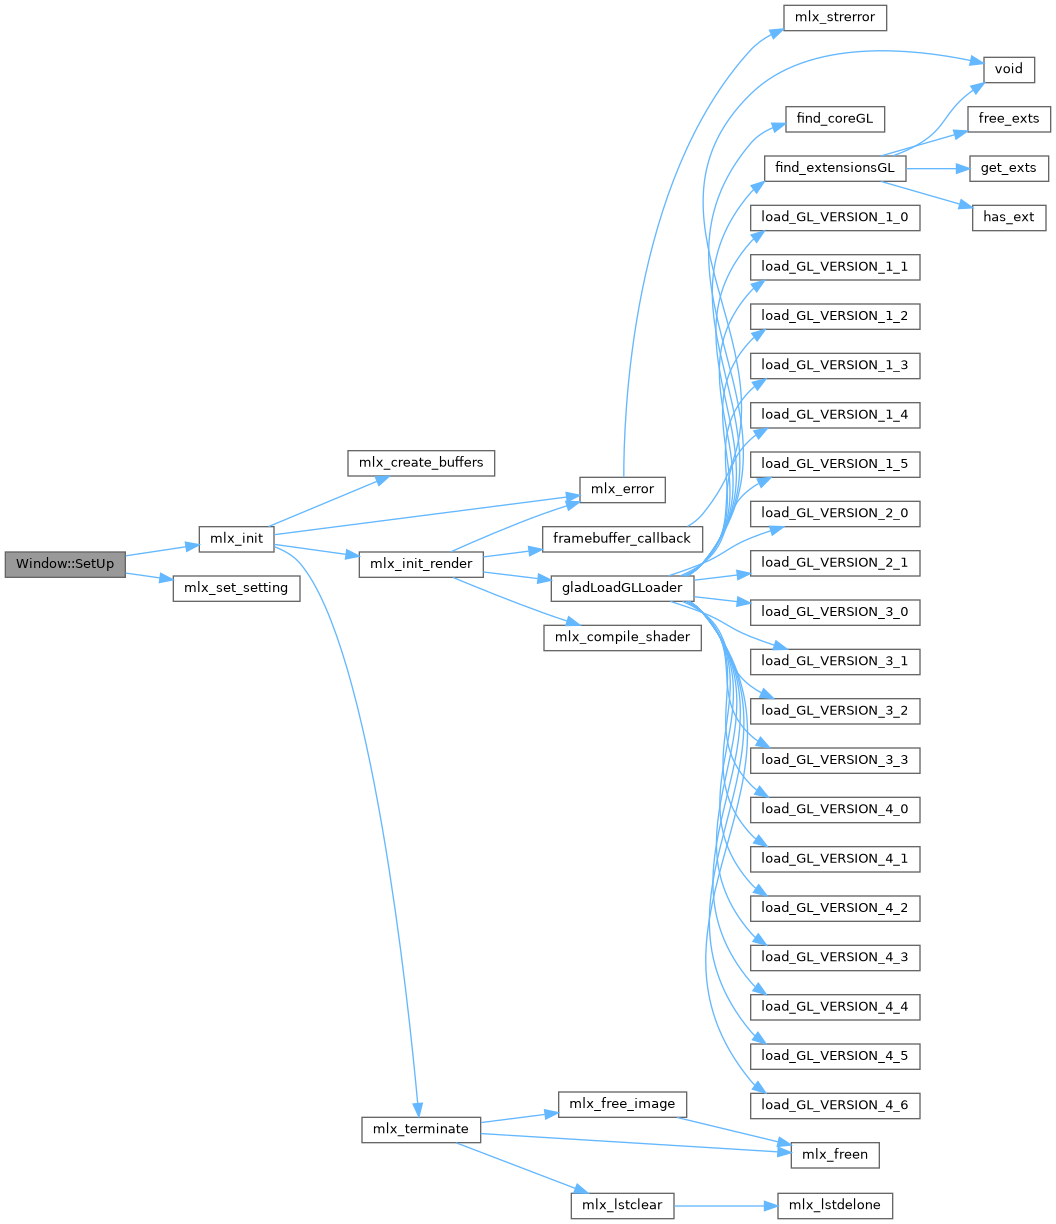 Window::SetUp
mlx_init
mlx_set_setting
mlx_create_buffers
mlx_error
mlx_init_render
mlx_terminate
mlx_strerror
framebuffer_callback
gladLoadGLLoader
mlx_compile_shader
void
find_coreGL
find_extensionsGL
free_exts
get_exts
has_ext
load_GL_VERSION_1_0
load_GL_VERSION_1_1
load_GL_VERSION_1_2
load_GL_VERSION_1_3
load_GL_VERSION_1_4
load_GL_VERSION_1_5
load_GL_VERSION_2_0
load_GL_VERSION_2_1
load_GL_VERSION_3_0
load_GL_VERSION_3_1
load_GL_VERSION_3_2
load_GL_VERSION_3_3
load_GL_VERSION_4_0
load_GL_VERSION_4_1
load_GL_VERSION_4_2
load_GL_VERSION_4_3
load_GL_VERSION_4_4
load_GL_VERSION_4_5
load_GL_VERSION_4_6
mlx_free_image
mlx_freen
mlx_lstclear
mlx_lstdelone